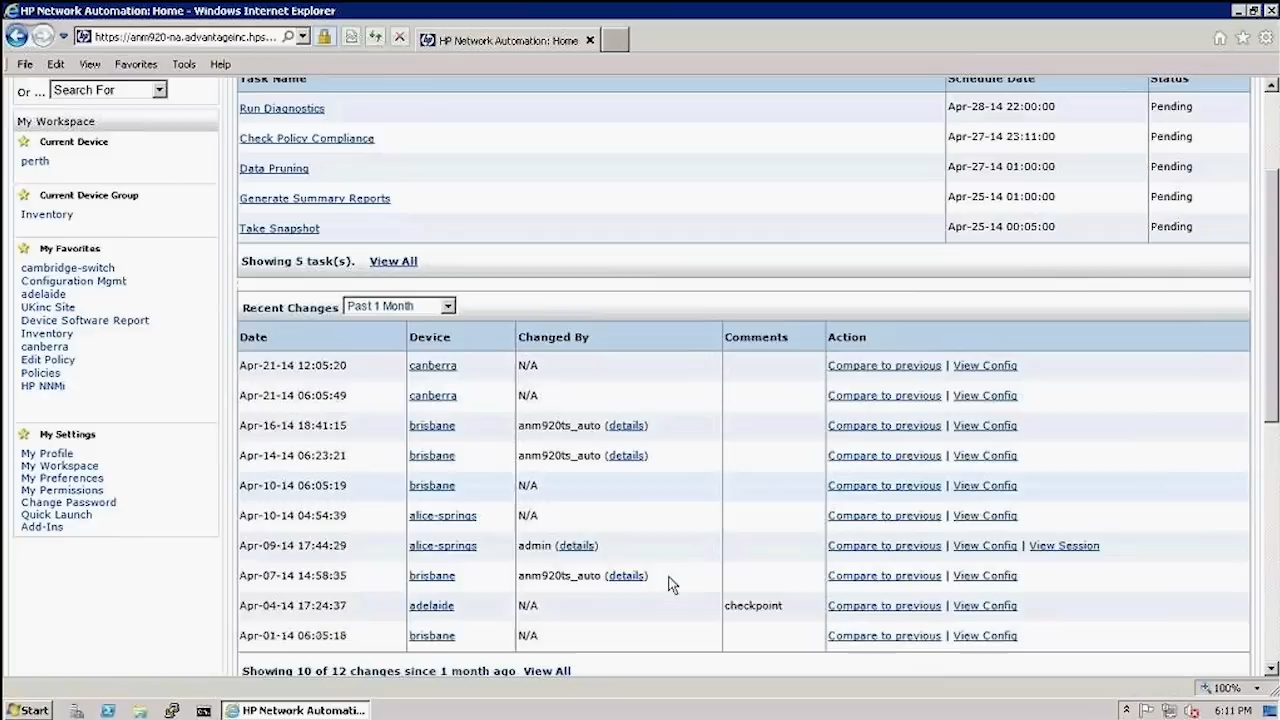 HP Network Automation: Home - Windows Internet Explorer
https://anm920-na.advantageinc.hps...
HP Network Automation: Home
File Edit View Favorites Tools Help
Or ... Search For
My Workspace
Current Device
perth
Current Device Group
Inventory
My Favorites
cambridge-switch
Configuration Mgmt
adelaide
UKinc Site
Device Software Report
Inventory
canberra
Edit Policy
Policies
HP NNMi
My Settings
My Profile
My Workspace
My Preferences
My Permissions
Change Password
Quick Launch
Add-Ins
Task Name Schedule Date Status
Run Diagnostics Apr-28-14 22:00:00 Pending
Check Policy Compliance Apr-27-14 23:11:00 Pending
Data Pruning Apr-27-14 01:00:00 Pending
Generate Summary Reports Apr-25-14 01:00:00 Pending
Take Snapshot Apr-25-14 00:05:00 Pending
Showing 5 task(s). View All
Recent Changes Past 1 Month
Date Device Changed By Comments Action
Apr-21-14 12:05:20 canberra N/A Compare to previous | View Config
Apr-21-14 06:05:49 canberra N/A Compare to previous | View Config
Apr-16-14 18:41:15 brisbane anm920ts_auto (details) Compare to previous | View Config
Apr-14-14 06:23:21 brisbane anm920ts_auto (details) Compare to previous | View Config
Apr-10-14 06:05:19 brisbane N/A Compare to previous | View Config
Apr-10-14 04:54:39 alice-springs N/A Compare to previous | View Config
Apr-09-14 17:44:29 alice-springs admin (details) Compare to previous | View Config | View Session
Apr-07-14 14:58:35 brisbane anm920ts_auto (details) Compare to previous | View Config
Apr-04-14 17:24:37 adelaide N/A checkpoint Compare to previous | View Config
Apr-01-14 06:05:18 brisbane N/A Compare to previous | View Config
Showing 10 of 12 changes since 1 month ago View All
100%
Start HP Network Automati... 6:11 PM